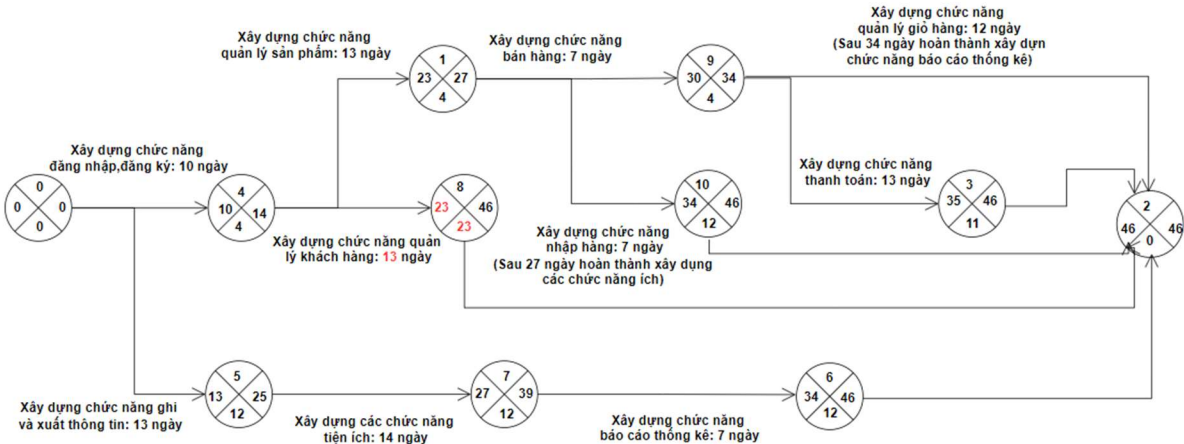 Xây dựng chức năng
quản lý sản phẩm: 13 ngày
Xây dựng chức năng
bán hàng: 7 ngày
Xây dựng chức năng
quản lý giỏ hàng: 12 ngày
(Sau 34 ngày hoàn thành xây dựn
chức năng báo cáo thống kê)
1
23 27
4
9
30 34
4
Xây dựng chức năng
đăng nhập,đăng ký: 10 ngày
Xây dựng chức năng
thanh toán: 13 ngày
0
0 0
0
4
10 14
4
8
23 46
23
10
34 46
12
3
35 46
11
2
46 46
0
Xây dựng chức năng quản
lý khách hàng: 13 ngày
Xây dựng chức năng
nhập hàng: 7 ngày
(Sau 27 ngày hoàn thành xây dụng
các chức năng ích)
5
13 25
12
7
27 39
12
6
34 46
12
Xây dựng chức năng ghi
và xuất thông tin: 13 ngày
Xây dựng các chức năng
tiện ích: 14 ngày
Xây dựng chức năng
báo cáo thống kê: 7 ngày